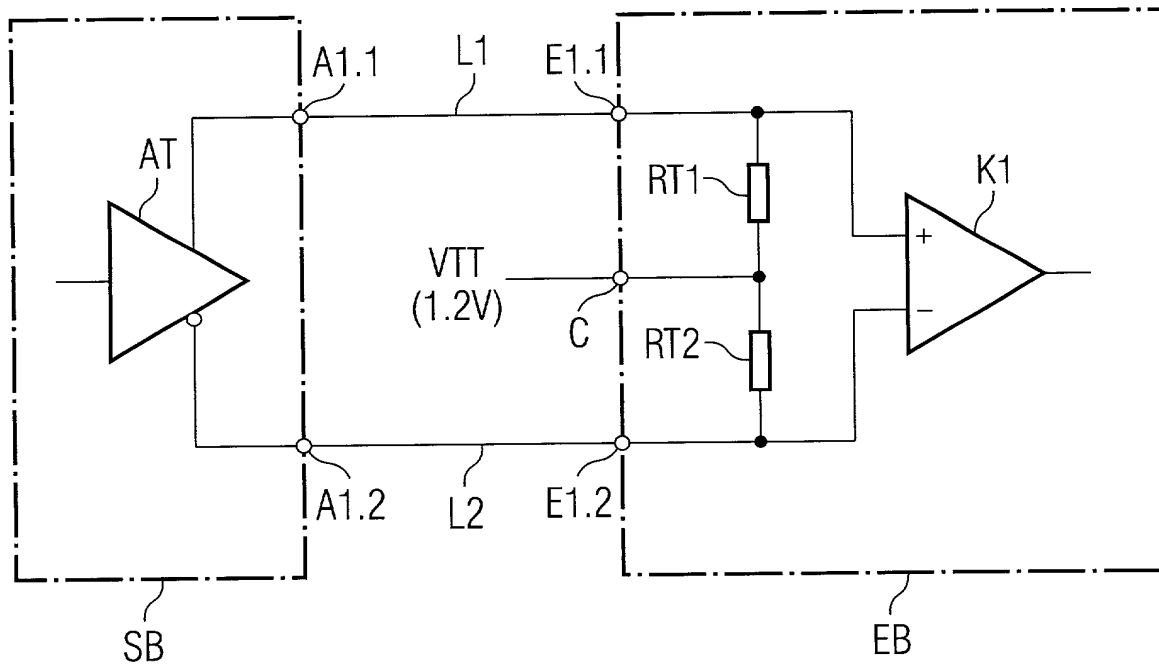 A1.1
L1
E1.1
AT
RT1
K1
+
VTT
(1.2V)
C
RT2
−
A1.2
L2
E1.2
SB
EB